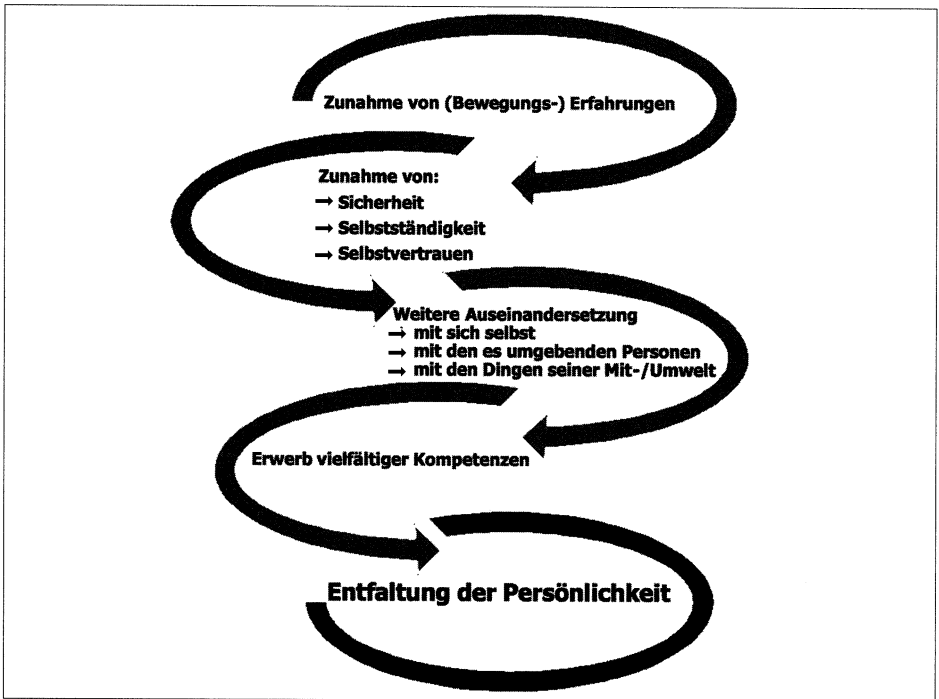 Zunahme von (Bewegungs-) Erfahrungen
Zunahme von:
→ Sicherheit
→ Selbstständigkeit
→ Selbstvertrauen
Weitere Auseinandersetzung
→ mit sich selbst
→ mit den es umgebenden Personen
→ mit den Dingen seiner Mit-/Umwelt
Erwerb vielfältiger Kompetenzen
Entfaltung der Persönlichkeit